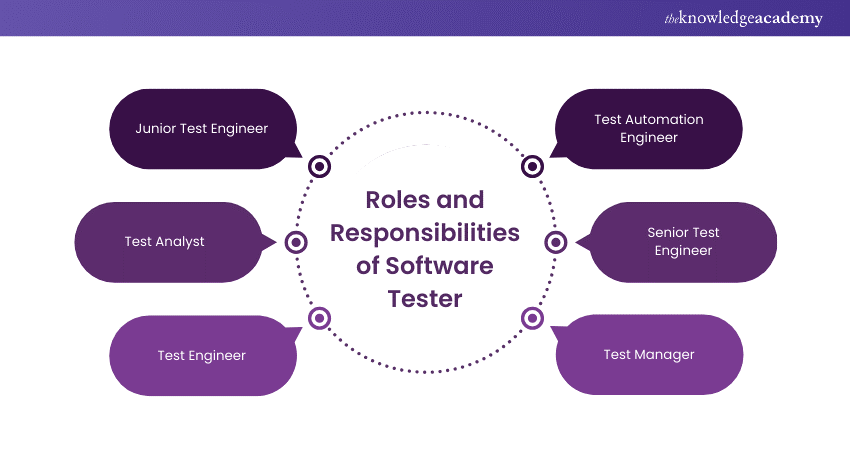 theknowledgeacademy
Junior Test Engineer
Test Automation
Engineer
Test Analyst
Roles and
Responsibilities
of Software
Tester
Senior Test
Engineer
Test Engineer
Test Manager